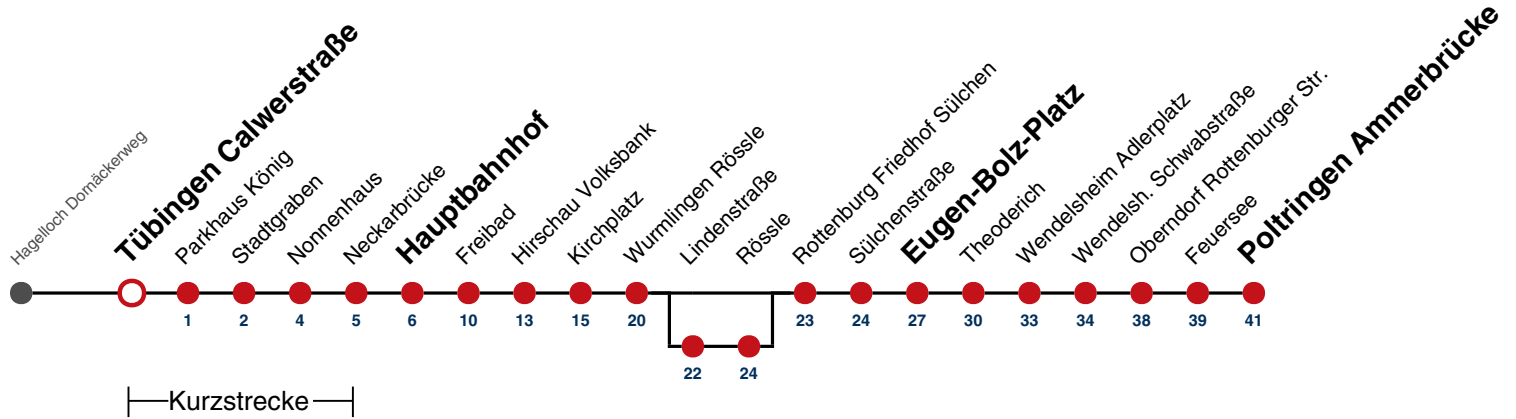 Hagelloch Dornäckerweg
Tübingen Calwerstraße
Parkhaus König
Stadtgraben
Nonnenhaus
Neckarbrücke
Hauptbahnhof
Freibad
Hirschau Volksbank
Kirchplatz
Wurmlingen Rössle
Lindenstraße
Rössle
Rottenburg Friedhof Sülchen
Sülchenstraße
Eugen-Bolz-Platz
Theoderich
Wendelsheim Adlerplatz
Wendelsh. Schwabstraße
Oberndorf Rottenburger Str.
Feuersee
Poltringen Ammerbrücke
1 2 4 5 6 10 13 15 20 23 24 27 30 33 34 38 39 41
22 24
Kurzstrecke